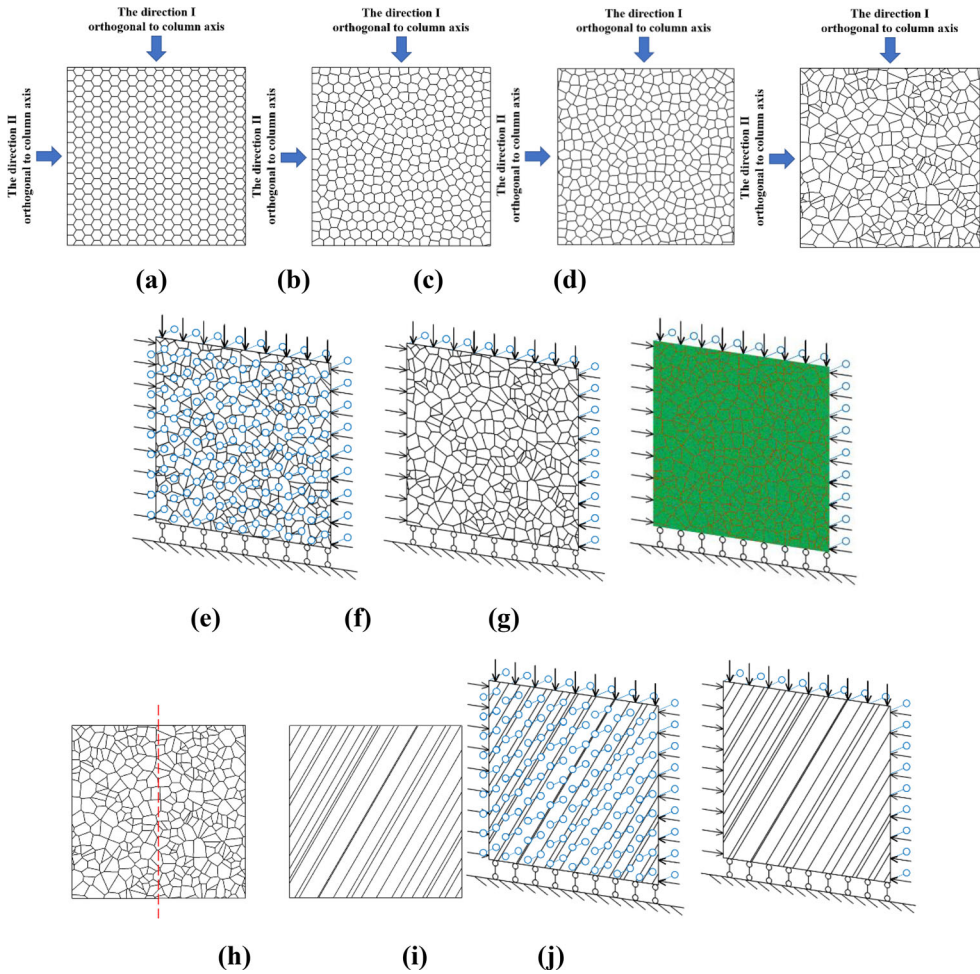 The direction I
orthogonal to column axis
The direction I
orthogonal to column axis
The direction I
orthogonal to column axis
The direction I
orthogonal to column axis
The direction II
orthogonal to column axis
The direction II
orthogonal to column axis
The direction II
orthogonal to column axis
The direction II
orthogonal to column axis
(a)
(b)
(c)
(d)
(e)
(f)
(g)
(h)
(i)
(j)